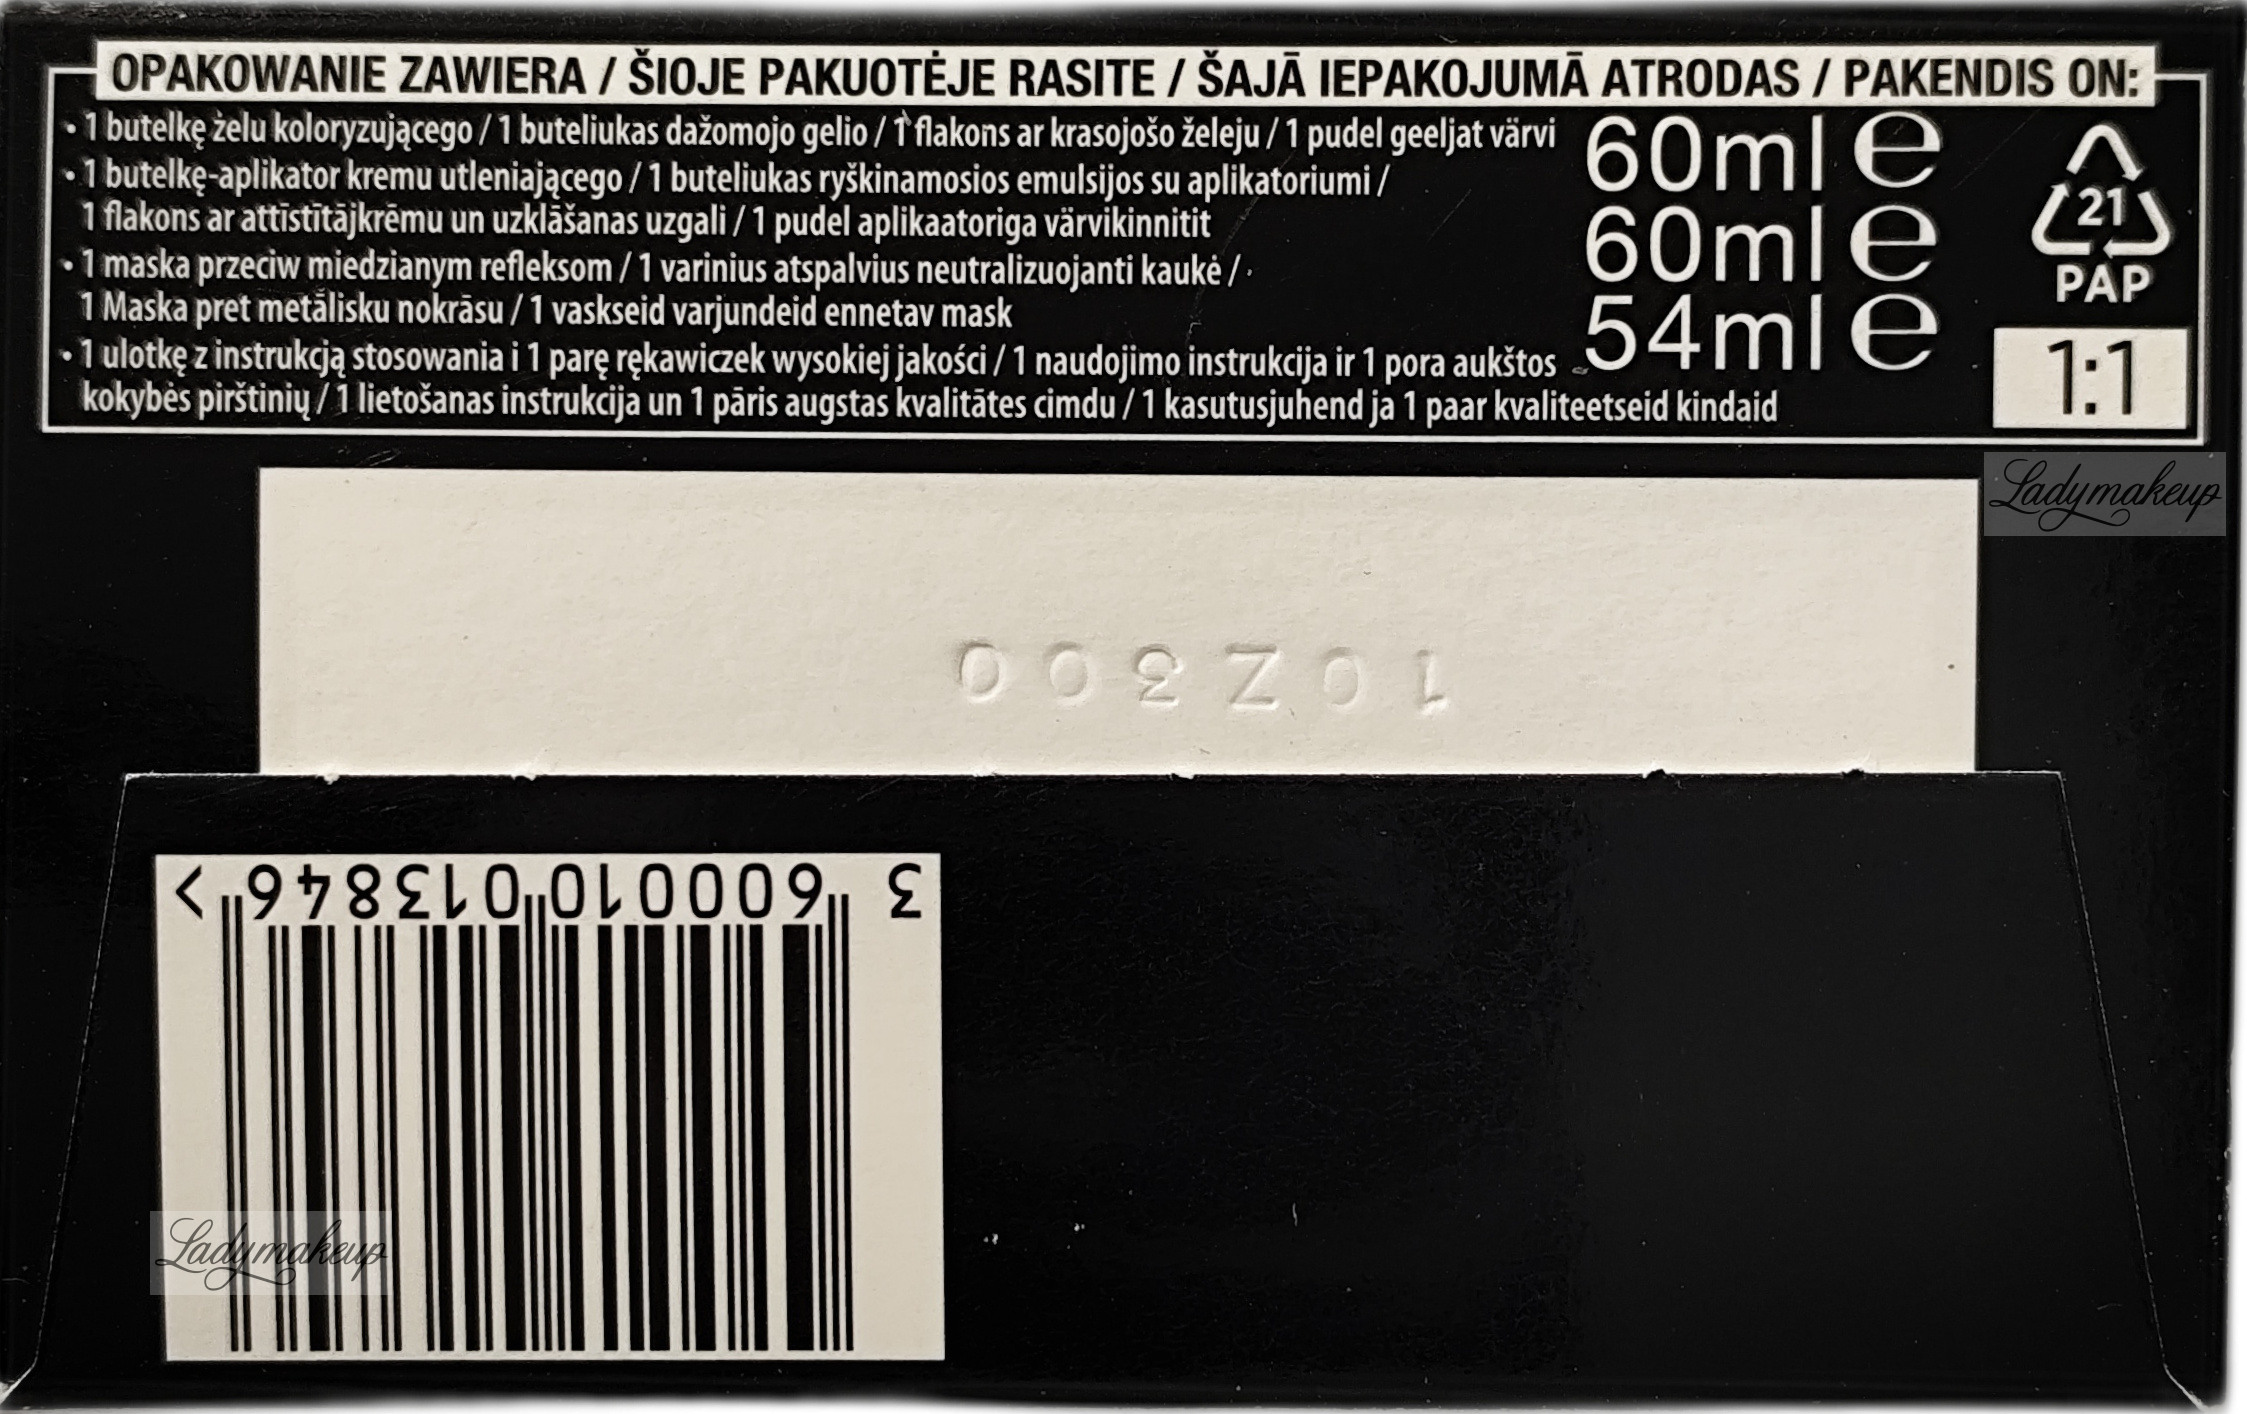 OPAKOWANIE ZAWIERA / ŠIOJE PAKUOTĖJE RASITE / ŠAJĀ IEPAKOJUMĀ ATRODAS / PAKENDIS ON:
• 1 butelkę żelu koloryzującego / 1 buteliukas dažomojo gelio / 1 flakons ar krasojošo želeju / 1 pudel geeljat värvi 60ml e
• 1 butelkę-aplikator kremu utleniającego / 1 buteliukas ryškinamosios emulsijos su aplikatoriumi /
1 flakons ar attīstītājkrēmu un uzklāšanas uzgali / 1 pudel aplikaatoriga värvikinnitit 60ml e
• 1 maska przeciw miedzianym refleksom / 1 varinius atspalvius neutralizuojanti kaukė /
1 Maska pret metālisku nokrāsu / 1 vaskseid varjundeid ennetav mask 54ml e
• 1 ulotkę z instrukcją stosowania i 1 parę rękawiczek wysokiej jakości / 1 naudojimo instrukcija ir 1 pora aukštos
kokybės pirštinių / 1 lietošanas instrukcija un 1 pāris augstas kvalitātes cimdu / 1 kasutusjuhend ja 1 paar kvaliteetseid kindaid
21
PAP
1:1
Ladymakeup
10Z300
3 600010 013846 >
Ladymakeup